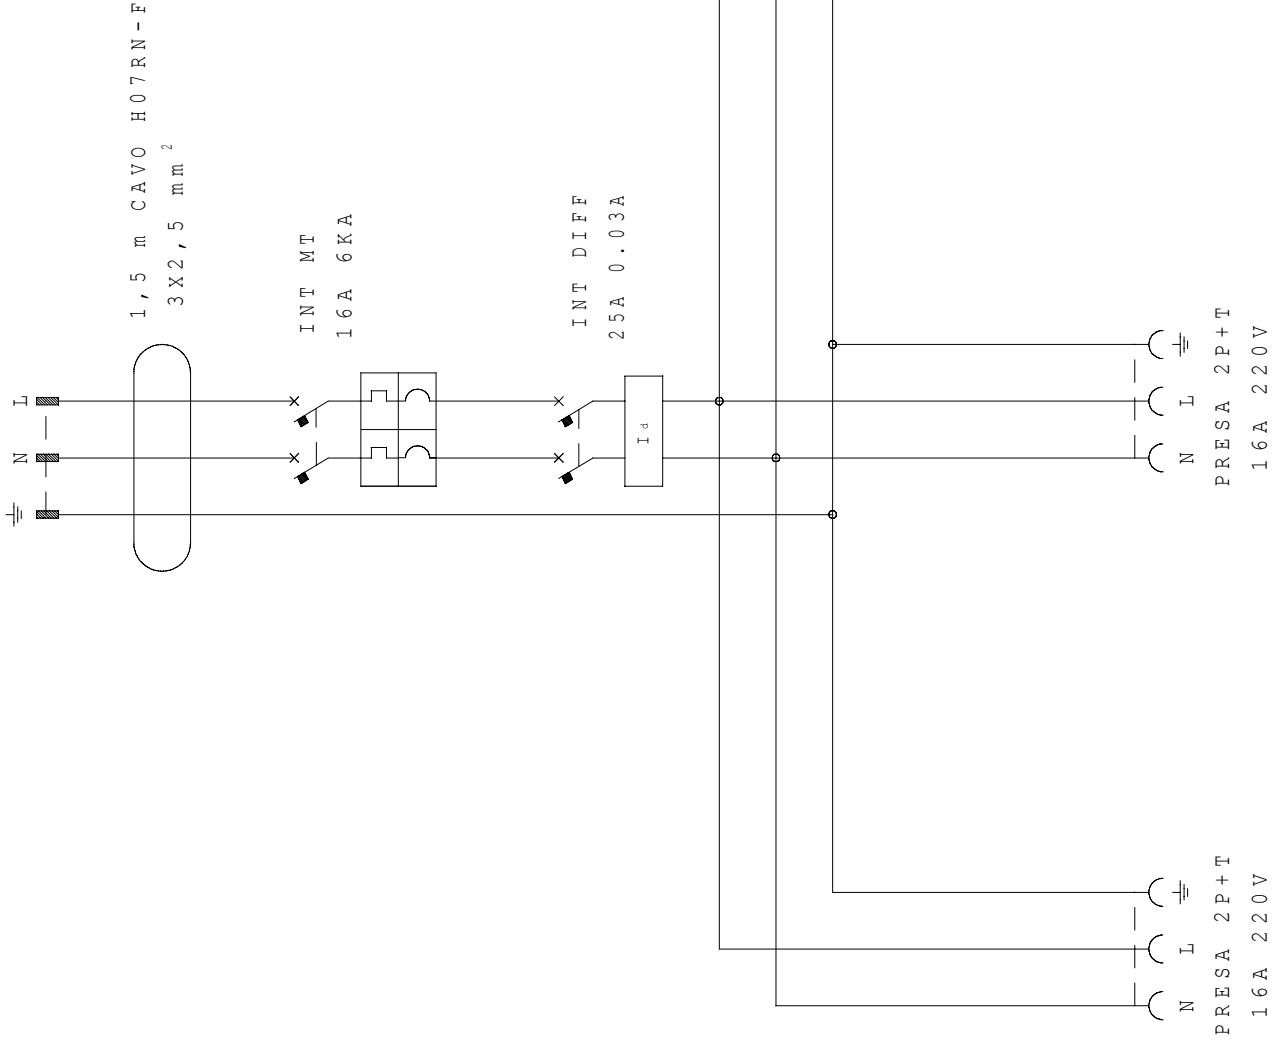 1,5 m CAVO H07RN-F
3X2,5 mm²
INT MT
16A 6KA
INT DIFF
25A 0.03A
L
N
Id
L
N
PRESA 2P+T
16A 220V
L
N
PRESA 2P+T
16A 220V